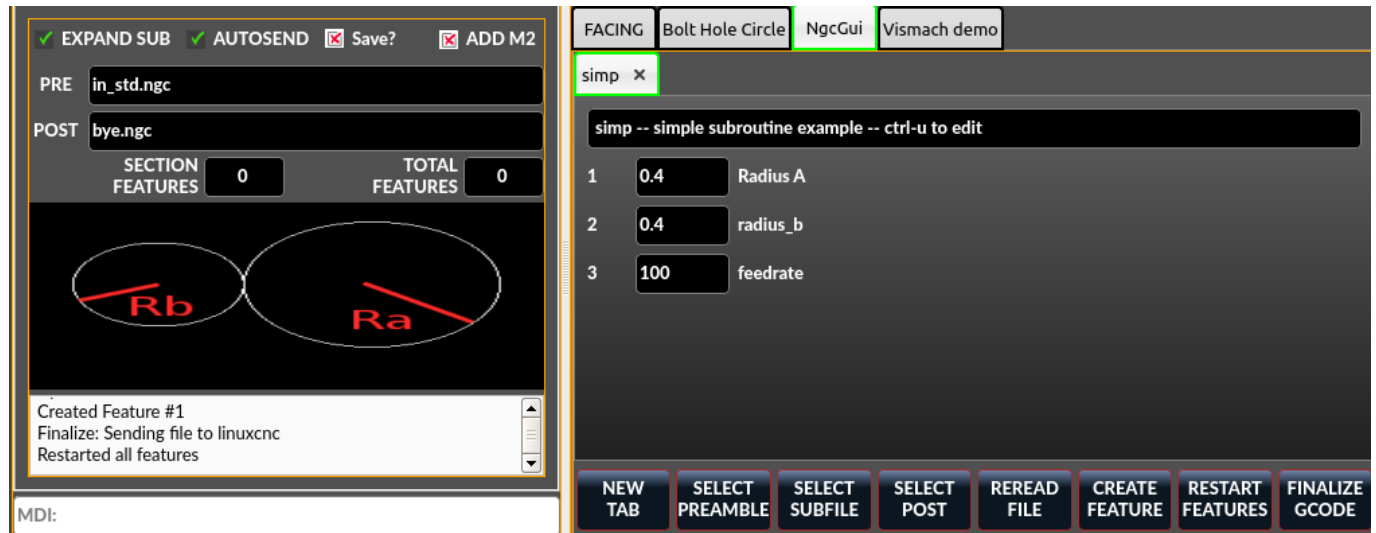 EXPAND SUB AUTOSEND Save? ADD M2
PRE in_std.ngc
POST bye.ngc
SECTION FEATURES 0 TOTAL FEATURES 0
Rb Ra
Created Feature #1
Finalize: Sending file to linuxcnc
Restarted all features
MDI:
FACING Bolt Hole Circle NgcGui Vismach demo
simp ×
simp -- simple subroutine example -- ctrl-u to edit
1 0.4 Radius A
2 0.4 radius_b
3 100 feedrate
NEW TAB SELECT PREAMBLE SELECT SUBFILE SELECT POST REREAD FILE CREATE FEATURE RESTART FEATURES FINALIZE GCODE